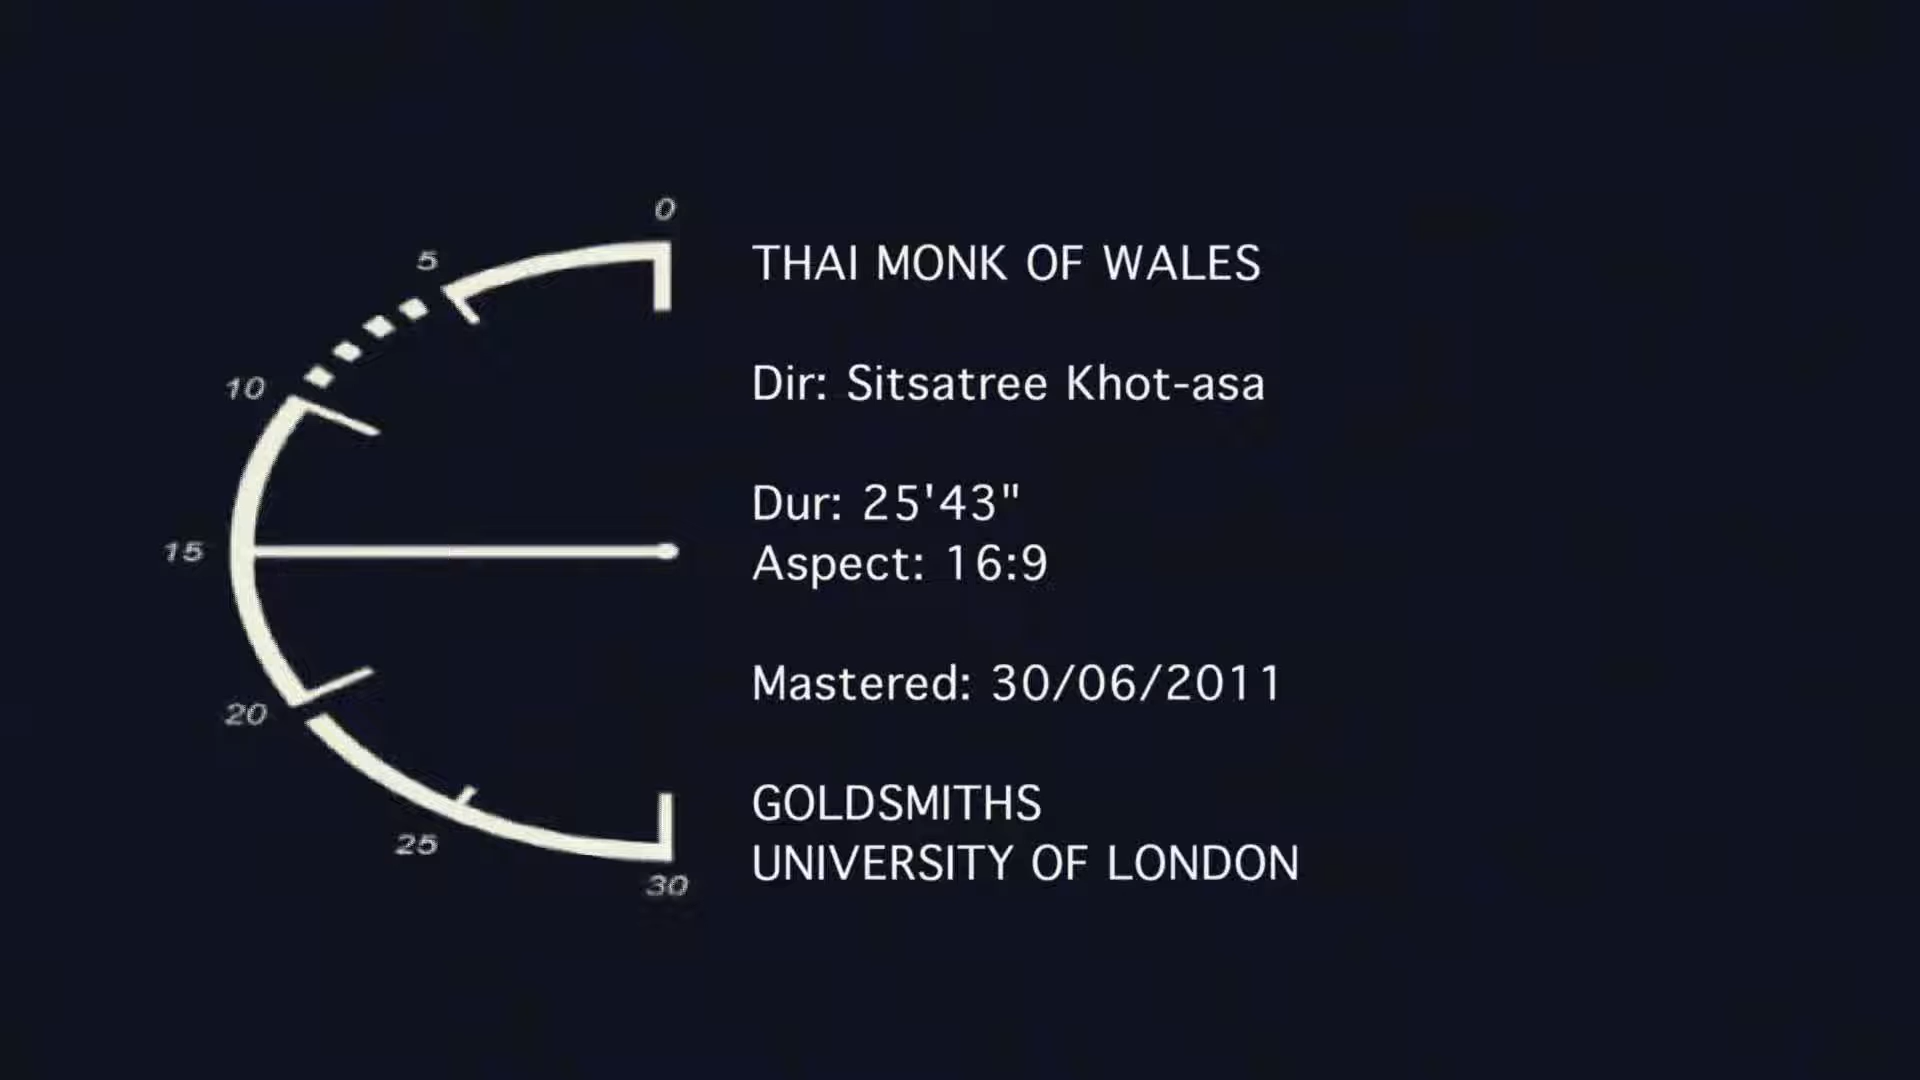 0
5
10
15
20
25
30
THAI MONK OF WALES
Dir: Sitsatree Khot-asa
Dur: 25'43"
Aspect: 16:9
Mastered: 30/06/2011
GOLDSMITHS
UNIVERSITY OF LONDON